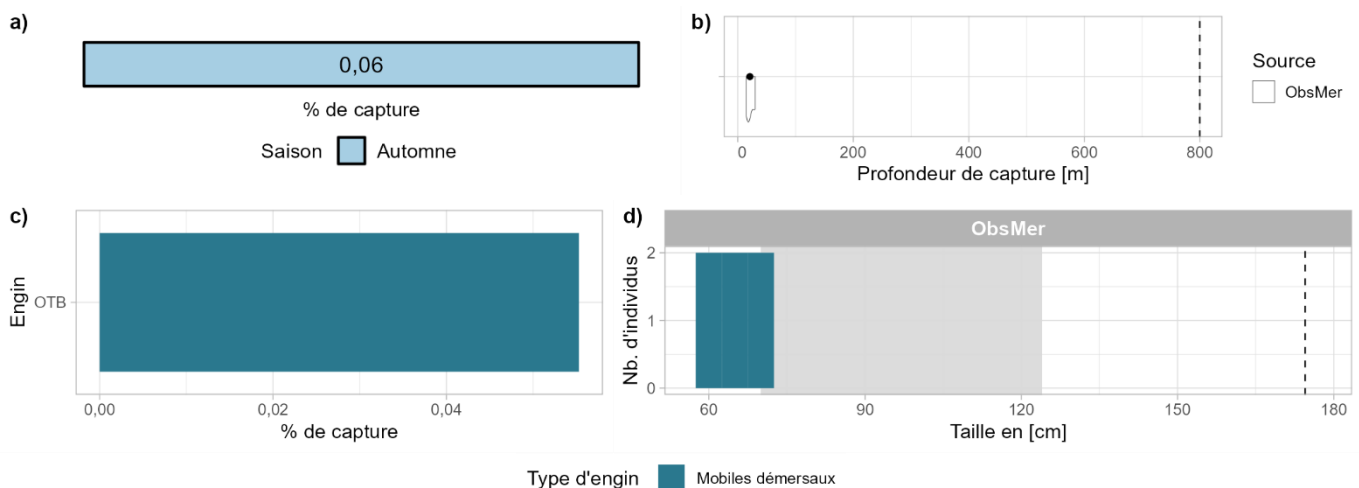 a)
0,06
% de capture
Saison Automne
b)
0 200 400 600 800
Profondeur de capture [m]
Source
ObsMer
c)
Engin
OTB
0,00 0,02 0,04
% de capture
d)
ObsMer
Nb. d'individus
2
1
0
60 90 120 150 180
Taille en [cm]
Type d'engin Mobiles démersaux